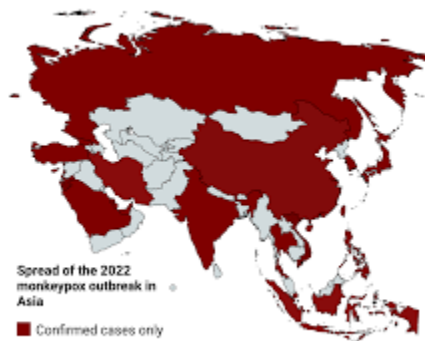 Spread of the 2022
monkeypox outbreak in
Asia
Confirmed cases only